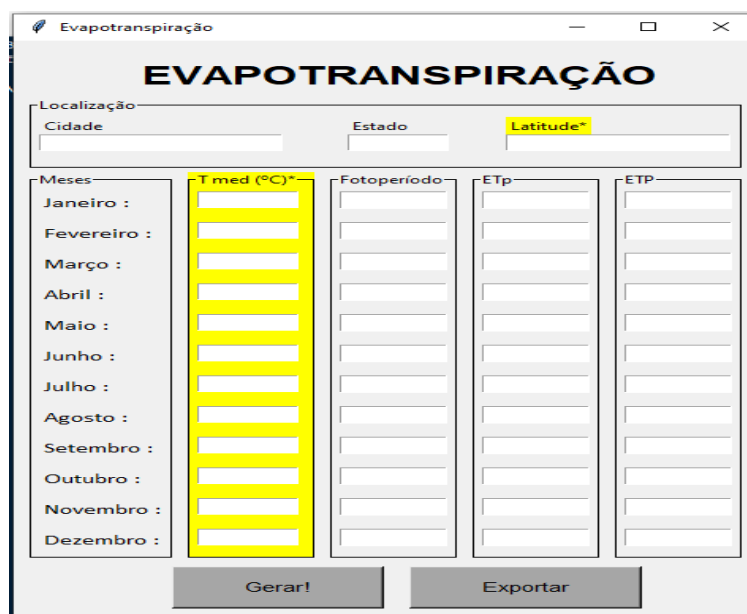 Evapotranspiração
EVAPOTRANSPIRAÇÃO
Localização
Cidade Estado Latitude*
Meses T med (ºC)* Fotoperíodo ETp ETP
Janeiro :
Fevereiro :
Março :
Abril :
Maio :
Junho :
Julho :
Agosto :
Setembro :
Outubro :
Novembro :
Dezembro :
Gerar! Exportar